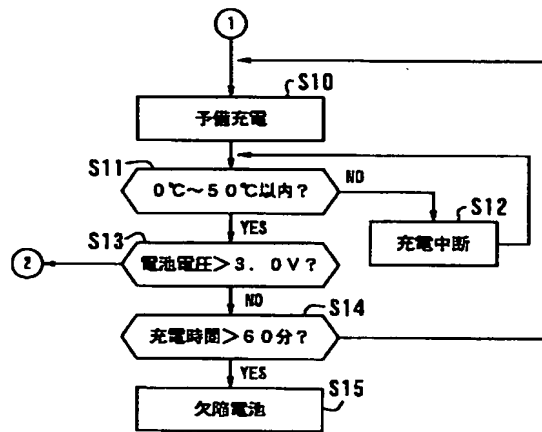 1
S10
予備充電
S11
0℃~50℃以内?
NO
S12
充電中断
YES
S13
2
電池電圧>3.0V?
NO
S14
充電時間>60分?
YES
S15
欠陥電池